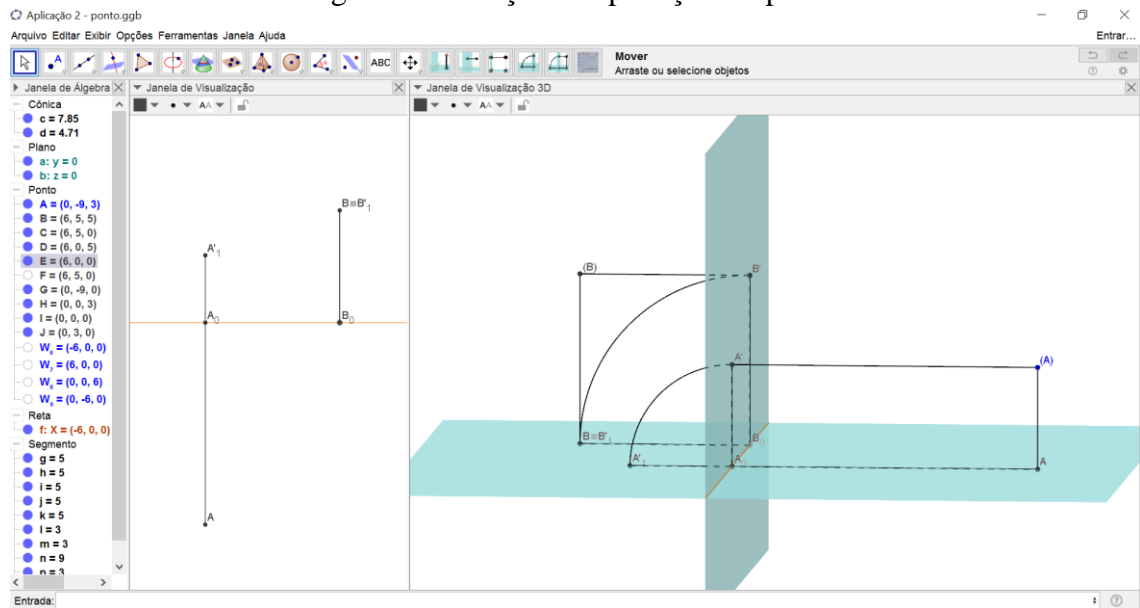 Aplicação 2 - ponto.ggb
Arquivo Editar Exibir Opções Ferramentas Janela Ajuda
Entrar...
ABC
Mover
Arraste ou selecione objetos
Janela de Álgebra
Janela de Visualização
Janela de Visualização 3D
AA
AA
Cônica
c = 7.85
d = 4.71
Plano
a: y = 0
b: z = 0
Ponto
A = (0, -9, 3)
B = (6, 5, 5)
C = (6, 5, 0)
D = (6, 0, 5)
E = (6, 0, 0)
F = (6, 5, 0)
G = (0, -9, 0)
H = (0, 0, 3)
I = (0, 0, 0)
J = (0, 3, 0)
W₆ = (-6, 0, 0)
W₇ = (6, 0, 0)
W₈ = (0, 0, 6)
W₉ = (0, -6, 0)
Reta
f: X = (-6, 0, 0)
Segmento
g = 5
h = 5
i = 5
j = 5
k = 5
l = 3
m = 3
n = 9
p = 3
B≡B'₁
A'₁
A₀
B₀
A
(B)
B'
A'
(A)
B≡B'₁
B₀
A'₁
A₀
A
Entrada: